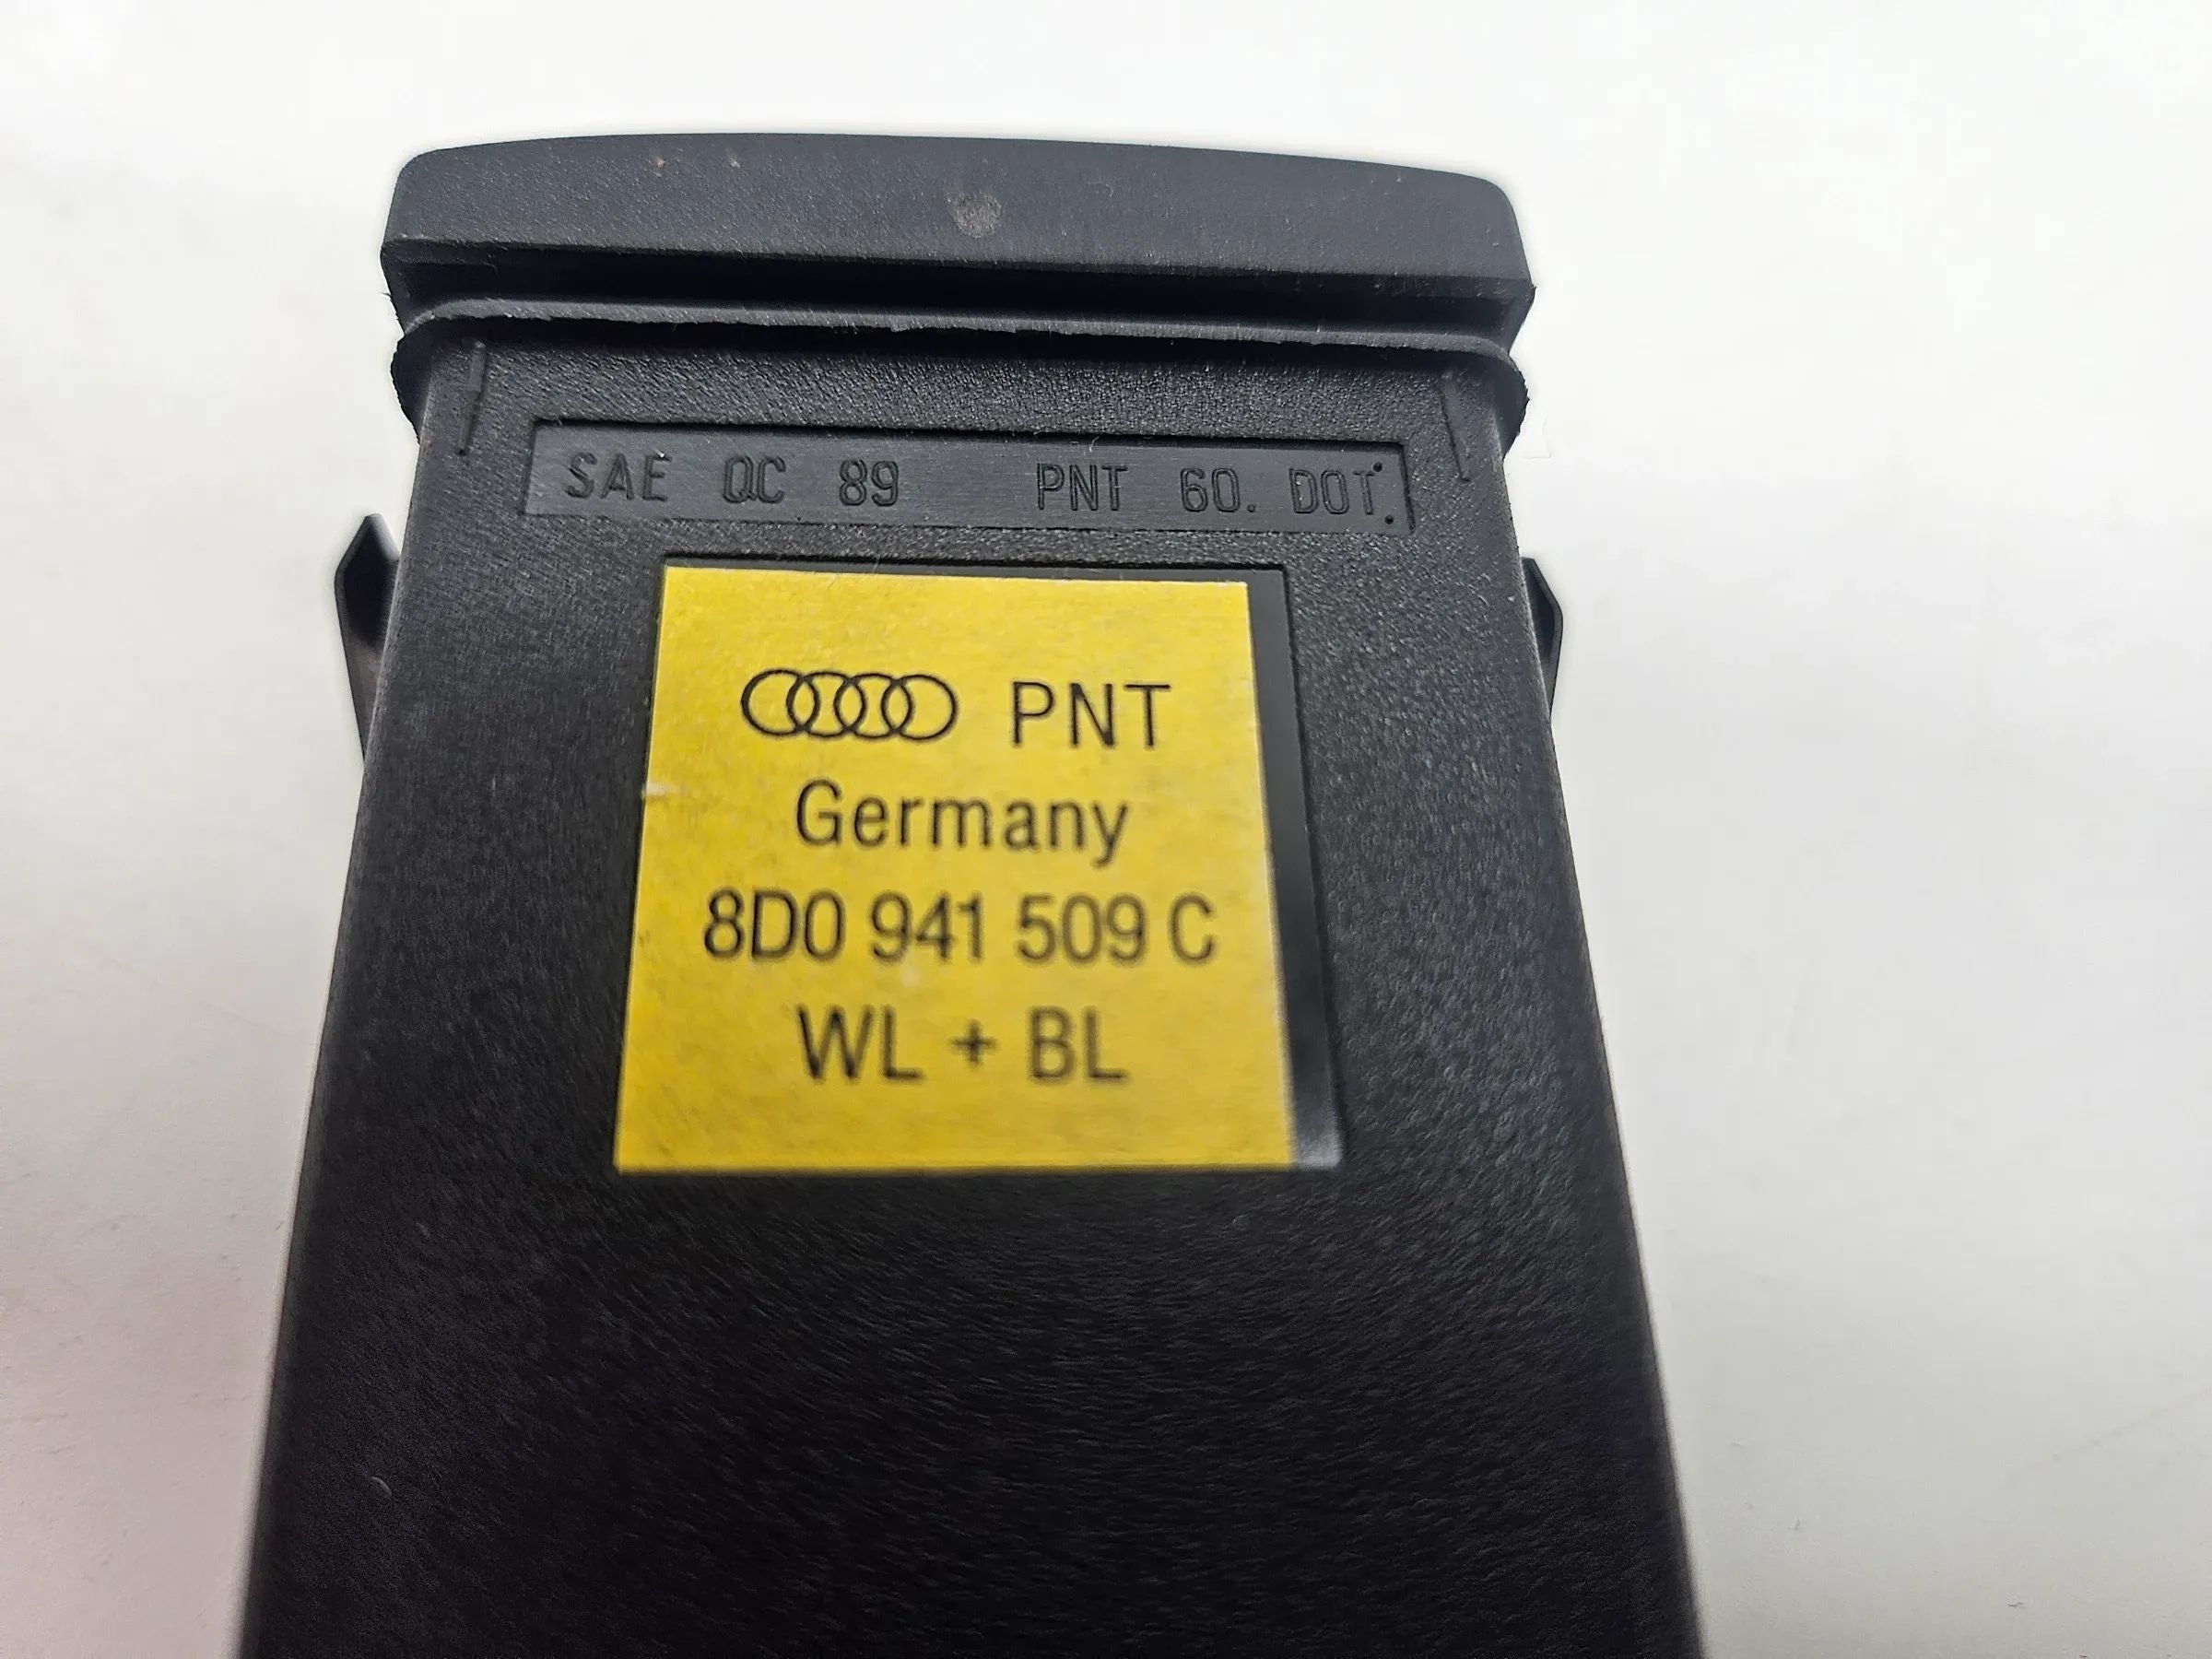 SAE QC 89 PNT 60. DOT
PNT
Germany
8D0 941 509 C
WL + BL